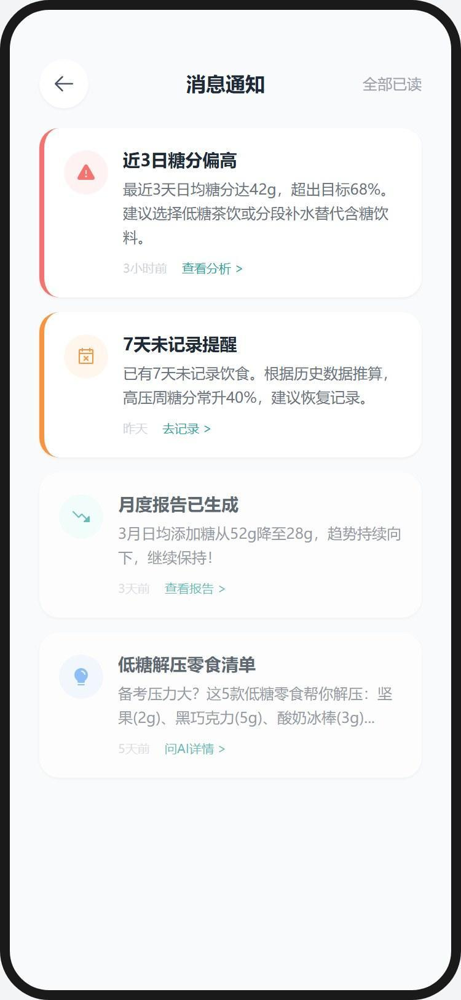 消息通知
全部已读
近3日糖分偏高
最近3天日均糖分达42g，超出目标68%。
建议选择低糖茶饮或分段补水替代含糖饮
料。
3小时前 查看分析 >
7天未记录提醒
已有7天未记录饮食。根据历史数据推算，
高压周糖分常升40%，建议恢复记录。
昨天 去记录 >
月度报告已生成
3月日均添加糖从52g降至28g，趋势持续向
下，继续保持！
3天前 查看报告 >
低糖解压零食清单
备考压力大？这5款低糖零食帮你解压：坚
果(2g)、黑巧克力(5g)、酸奶冰棒(3g)...
5天前 问AI详情 >